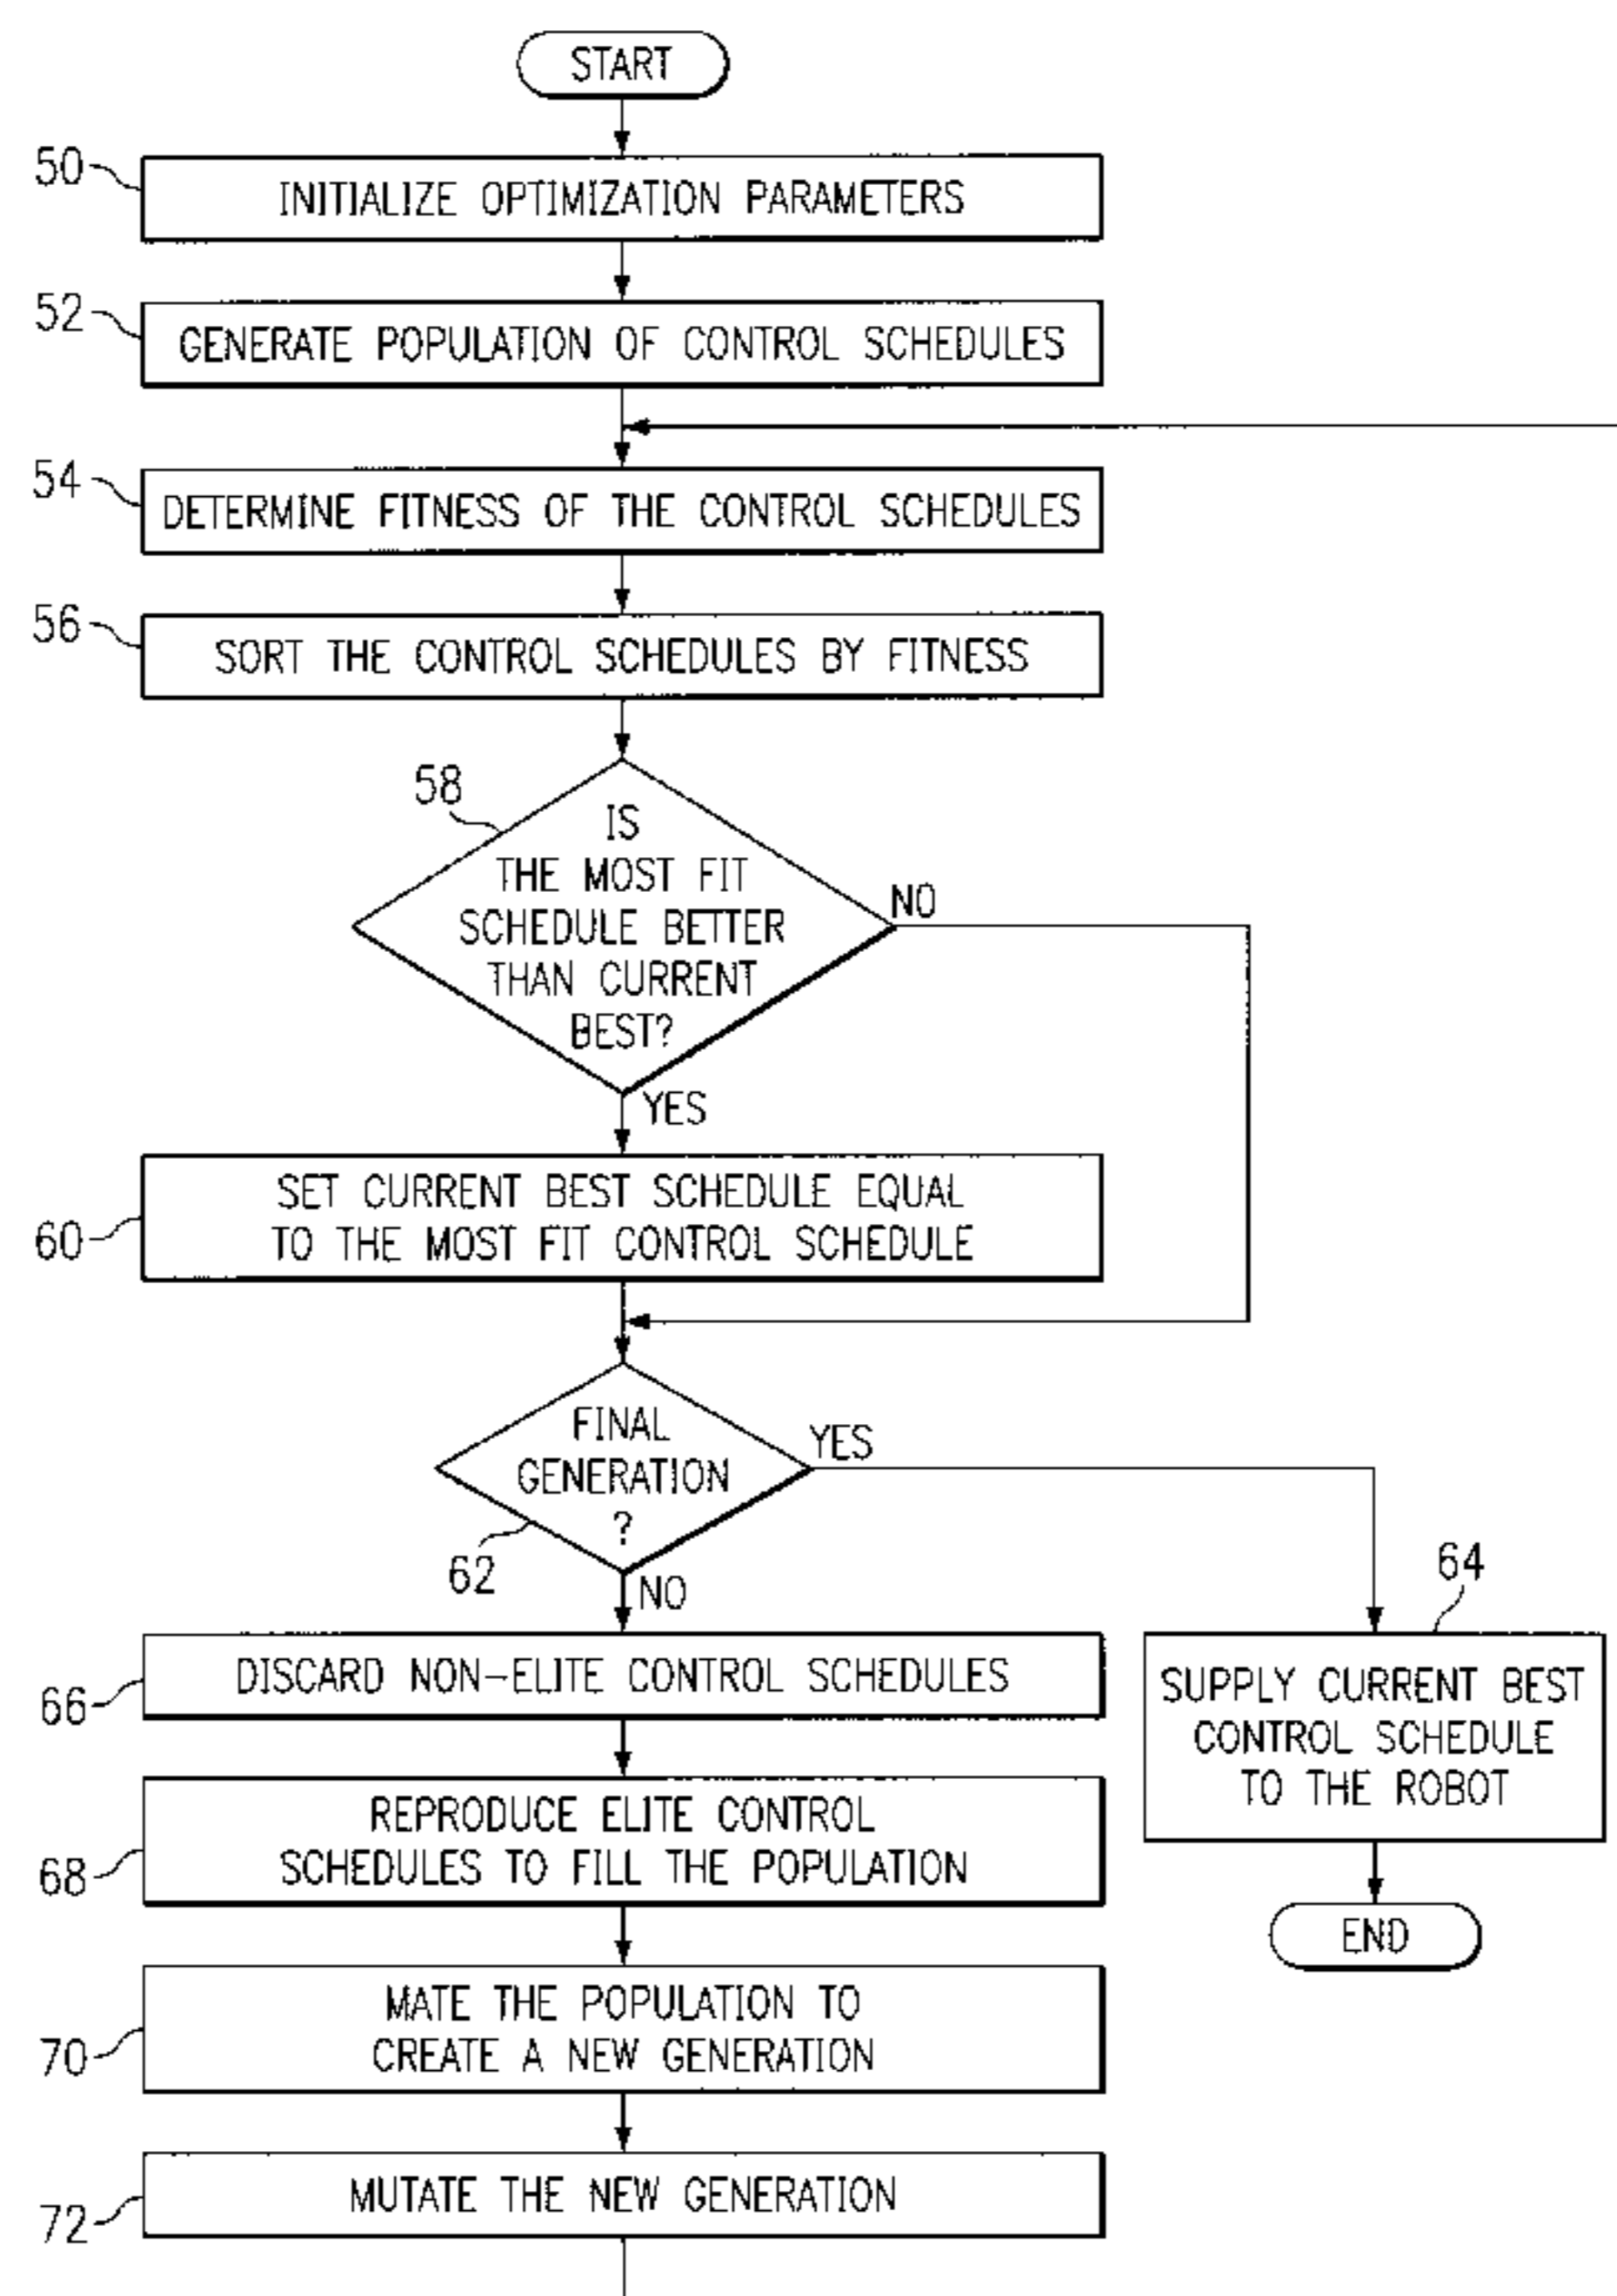 START
50
INITIALIZE OPTIMIZATION PARAMETERS
52
GENERATE POPULATION OF CONTROL SCHEDULES
54
DETERMINE FITNESS OF THE CONTROL SCHEDULES
56
SORT THE CONTROL SCHEDULES BY FITNESS
58
IS
THE MOST FIT
SCHEDULE BETTER
THAN CURRENT
BEST?
NO
YES
SET CURRENT BEST SCHEDULE EQUAL
TO THE MOST FIT CONTROL SCHEDULE
60
FINAL
GENERATION
?
YES
62
NO
64
DISCARD NON-ELITE CONTROL SCHEDULES
66
SUPPLY CURRENT BEST
CONTROL SCHEDULE
TO THE ROBOT
REPRODUCE ELITE CONTROL
SCHEDULES TO FILL THE POPULATION
68
END
MATE THE POPULATION TO
CREATE A NEW GENERATION
70
MUTATE THE NEW GENERATION
72